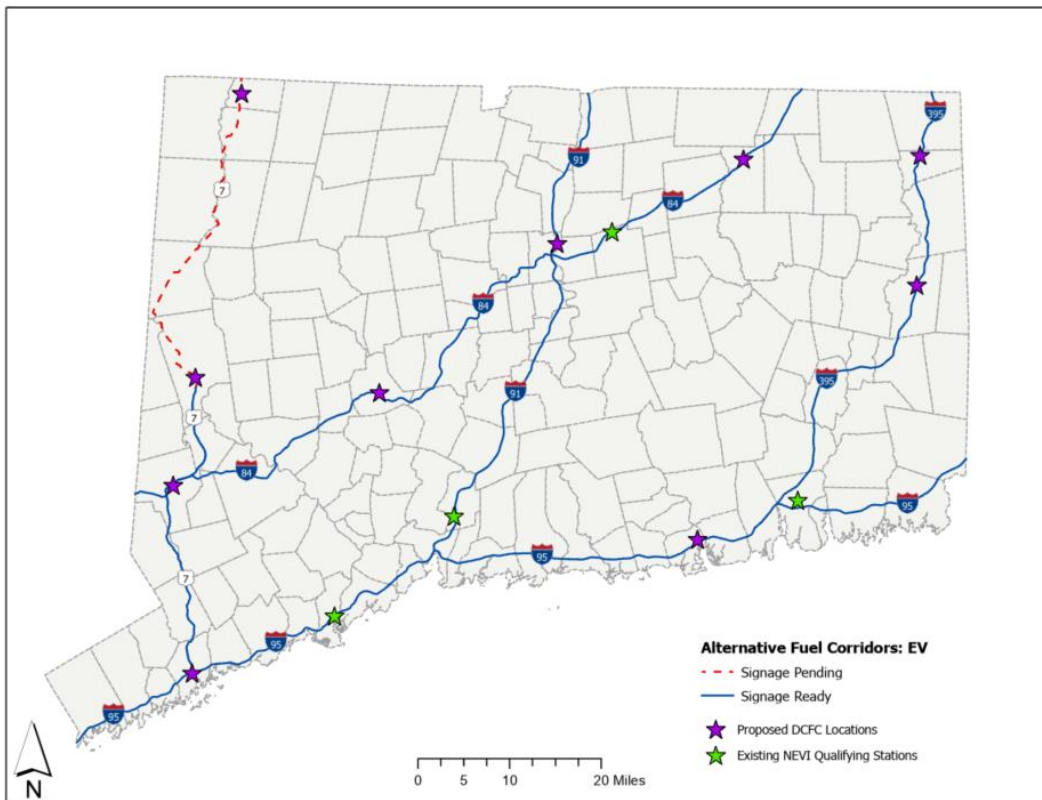 395
91
7
84
84
395
91
7
84
95
95
7
95
95
Alternative Fuel Corridors: EV
Signage Pending
Signage Ready
Proposed DCFC Locations
Existing NEVI Qualifying Stations
0 5 10 20 Miles
N